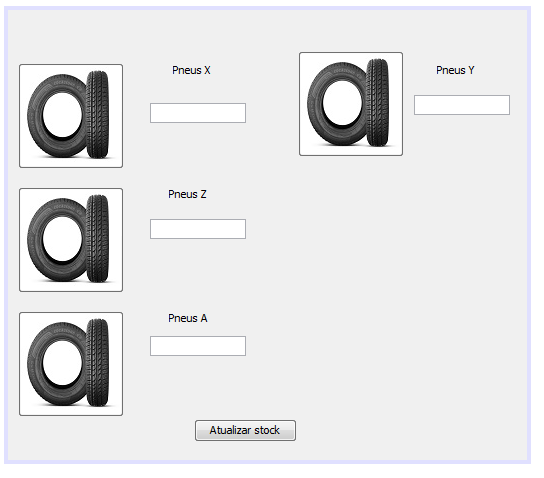 Pneus X
Pneus Y
Pneus Z
Pneus A
Atualizar stock